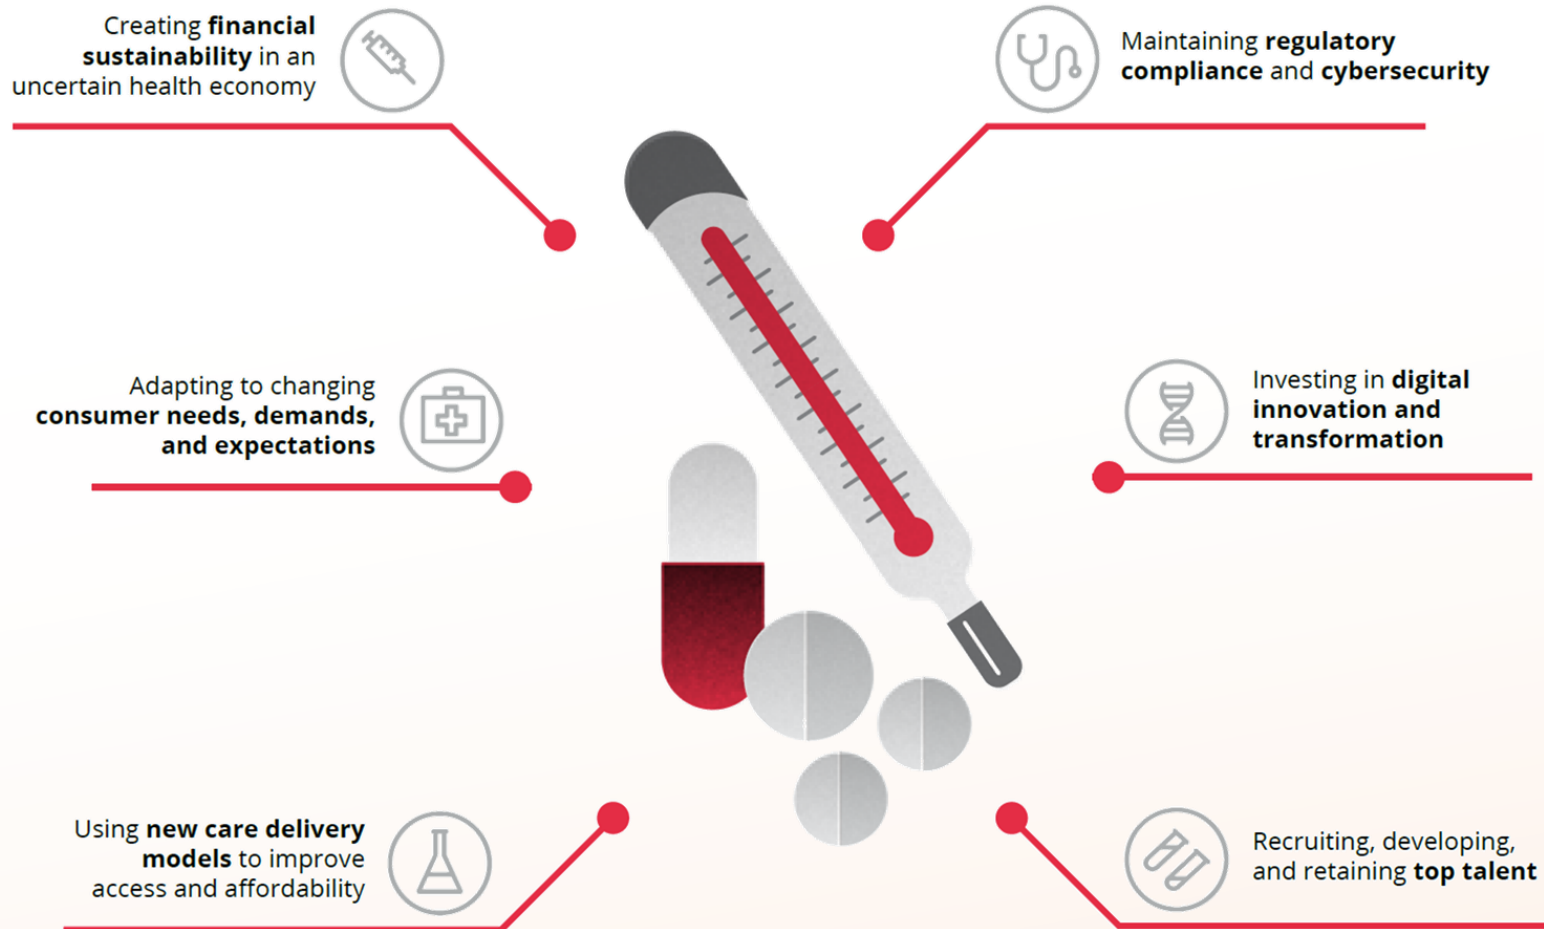 Creating financial
sustainability in an
uncertain health economy
Maintaining regulatory
compliance and cybersecurity
Adapting to changing
consumer needs, demands,
and expectations
Investing in digital
innovation and
transformation
Using new care delivery
models to improve
access and affordability
Recruiting, developing,
and retaining top talent